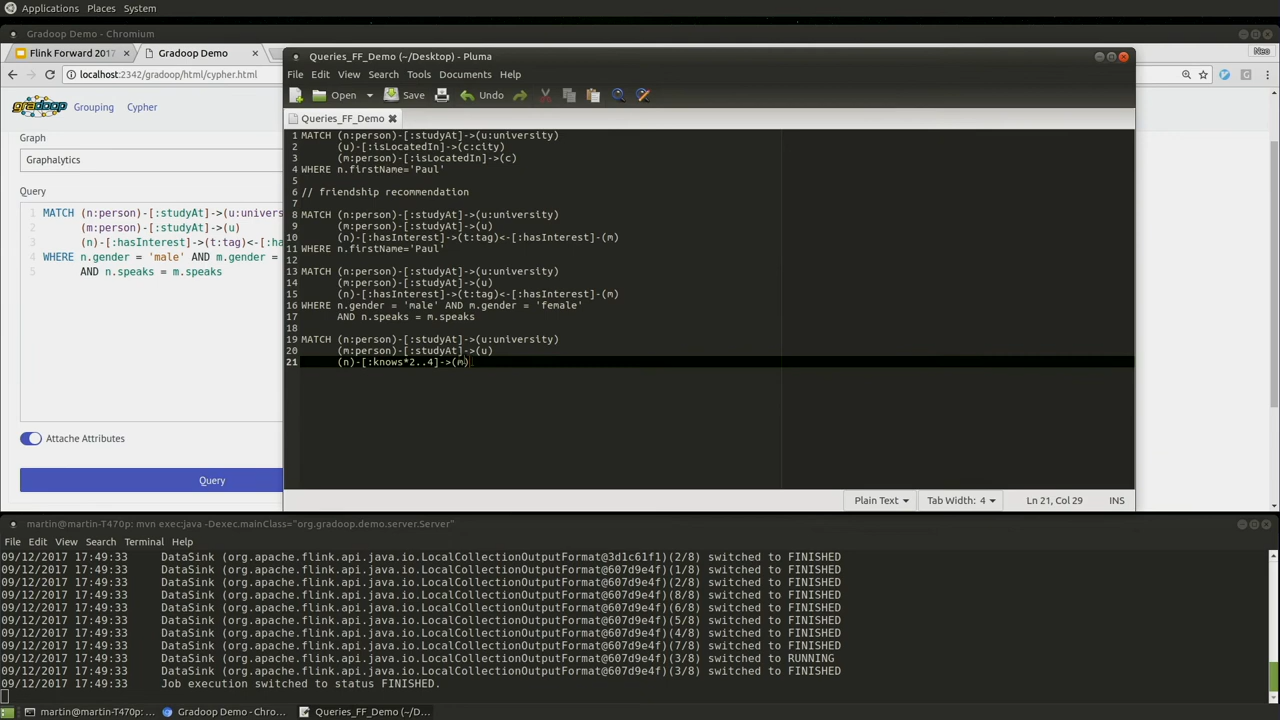 Applications Places System
Gradoop Demo - Chromium
Flink Forward 2017 Gradoop Demo
Neo
localhost:2342/gradoop/html/cypher.html
gradoop Grouping Cypher
Graph
Graphalytics
Query
1 MATCH (n:person)-[:studyAt]->(u:univers
2 (m:person)-[:studyAt]->(u)
3 (n)-[:hasInterest]->(t:tag)<-[:ha
4 WHERE n.gender = 'male' AND m.gender =
5 AND n.speaks = m.speaks
Attache Attributes
Query
Queries_FF_Demo (~/Desktop) - Pluma
File Edit View Search Tools Documents Help
Open Save Undo
Queries_FF_Demo
1 MATCH (n:person)-[:studyAt]->(u:university)
2 (u)-[:isLocatedIn]->(c:city)
3 (m:person)-[:isLocatedIn]->(c)
4 WHERE n.firstName='Paul'
5
6 // friendship recommendation
7
8 MATCH (n:person)-[:studyAt]->(u:university)
9 (m:person)-[:studyAt]->(u)
10 (n)-[:hasInterest]->(t:tag)<-[:hasInterest]-(m)
11 WHERE n.firstName='Paul'
12
13 MATCH (n:person)-[:studyAt]->(u:university)
14 (m:person)-[:studyAt]->(u)
15 (n)-[:hasInterest]->(t:tag)<-[:hasInterest]-(m)
16 WHERE n.gender = 'male' AND m.gender = 'female'
17 AND n.speaks = m.speaks
18
19 MATCH (n:person)-[:studyAt]->(u:university)
20 (m:person)-[:studyAt]->(u)
21 (n)-[:knows*2..4]->(m)
Plain Text Tab Width: 4 Ln 21, Col 29 INS
martin@martin-T470p: mvn exec:java -Dexec.mainClass="org.gradoop.demo.server.Server"
File Edit View Search Terminal Help
09/12/2017 17:49:33 DataSink (org.apache.flink.api.java.io.LocalCollectionOutputFormat@3d1c61f1)(2/8) switched to FINISHED
09/12/2017 17:49:33 DataSink (org.apache.flink.api.java.io.LocalCollectionOutputFormat@607d9e4f)(1/8) switched to FINISHED
09/12/2017 17:49:33 DataSink (org.apache.flink.api.java.io.LocalCollectionOutputFormat@607d9e4f)(2/8) switched to FINISHED
09/12/2017 17:49:33 DataSink (org.apache.flink.api.java.io.LocalCollectionOutputFormat@607d9e4f)(8/8) switched to FINISHED
09/12/2017 17:49:33 DataSink (org.apache.flink.api.java.io.LocalCollectionOutputFormat@607d9e4f)(6/8) switched to FINISHED
09/12/2017 17:49:33 DataSink (org.apache.flink.api.java.io.LocalCollectionOutputFormat@607d9e4f)(5/8) switched to FINISHED
09/12/2017 17:49:33 DataSink (org.apache.flink.api.java.io.LocalCollectionOutputFormat@607d9e4f)(4/8) switched to FINISHED
09/12/2017 17:49:33 DataSink (org.apache.flink.api.java.io.LocalCollectionOutputFormat@607d9e4f)(7/8) switched to FINISHED
09/12/2017 17:49:33 DataSink (org.apache.flink.api.java.io.LocalCollectionOutputFormat@607d9e4f)(3/8) switched to RUNNING
09/12/2017 17:49:33 DataSink (org.apache.flink.api.java.io.LocalCollectionOutputFormat@607d9e4f)(3/8) switched to FINISHED
09/12/2017 17:49:33 Job execution switched to status FINISHED.
martin@martin-T470p: ... Gradoop Demo - Chro... Queries_FF_Demo (~/D...